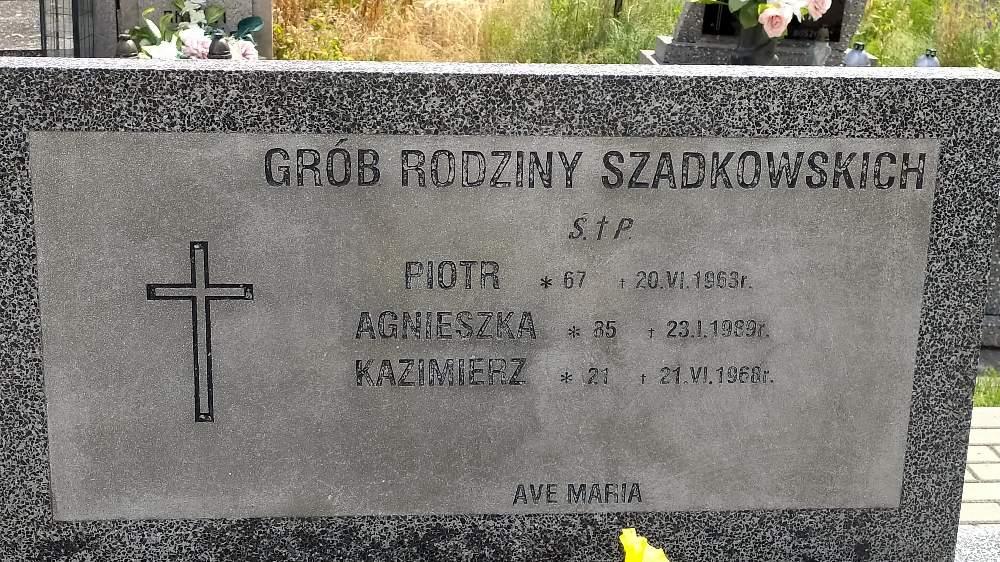 GRÓB RODZINY SZADKOWSKICH
Ś.†P.
PIOTR * 67 † 20.VI.1963r.
AGNIESZKA * 85 † 23.I.1989r.
KAZIMIERZ * 21 † 21.VI.1968r.
AVE MARIA